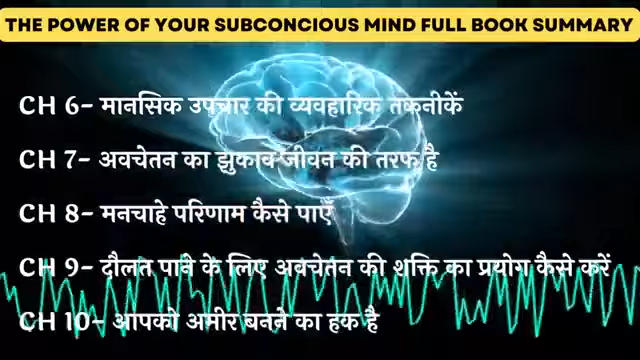 THE POWER OF YOUR SUBCONCIOUS MIND FULL BOOK SUMMARY
CH 6- मानसिक उपचार की व्यवहारिक तकनीकें
CH 7- अवचेतन का झुकाव जीवन की तरफ है
CH 8- मनचाहे परिणाम कैसे पाएँ
CH 9- दौलत पाने के लिए अवचेतन की शक्ति का प्रयोग कैसे करें
CH 10- आपको अमीर बनने का हक है